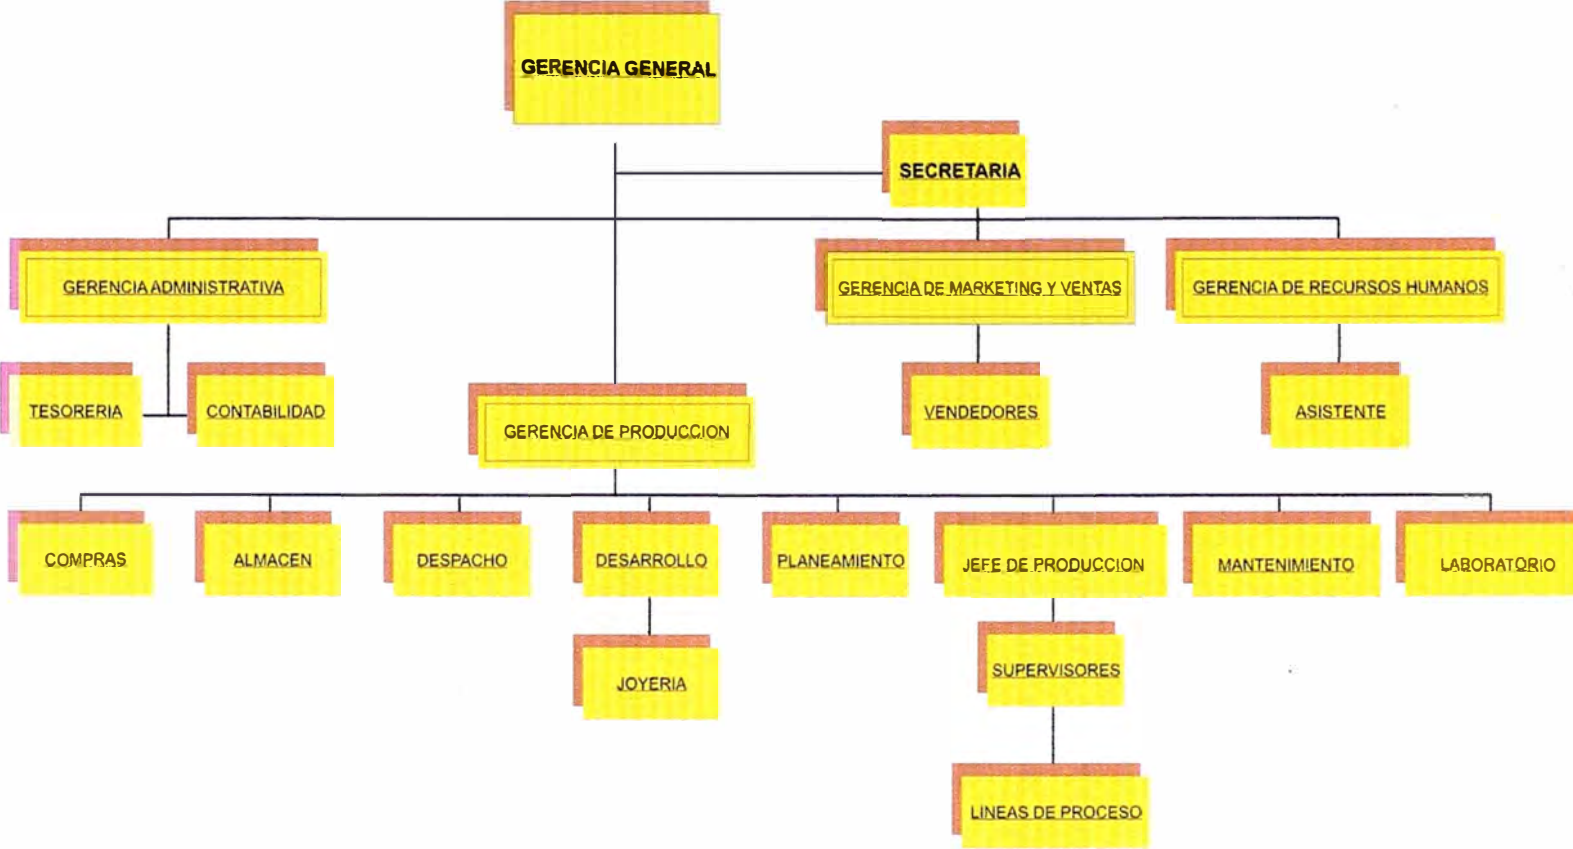 GERENCIA GENERAL
SECRETARIA
GERENCIA ADMINISTRATIVA
GERENCIA DE MARKETING Y VENTAS
GERENCIA DE RECURSOS HUMANOS
TESORERIA
CONTABILIDAD
GERENCIA DE PRODUCCION
VENDEDORES
ASISTENTE
COMPRAS
ALMACEN
DESPACHO
DESARROLLO
PLANEAMIENTO
JEFE DE PRODUCCION
MANTENIMIENTO
LABORATORIO
JOYERIA
SUPERVISORES
LINEAS DE PROCESO